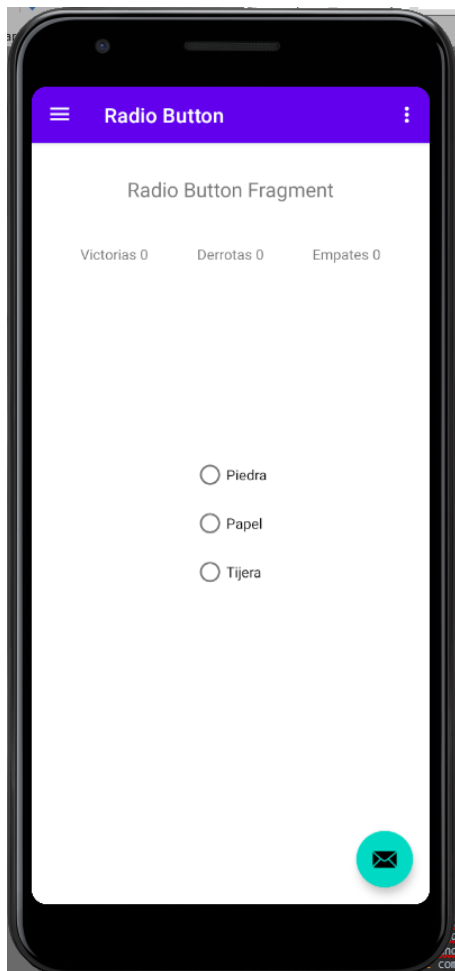 Radio Button
Radio Button Fragment
Victorias 0 Derrotas 0 Empates 0
Piedra
Papel
Tijera